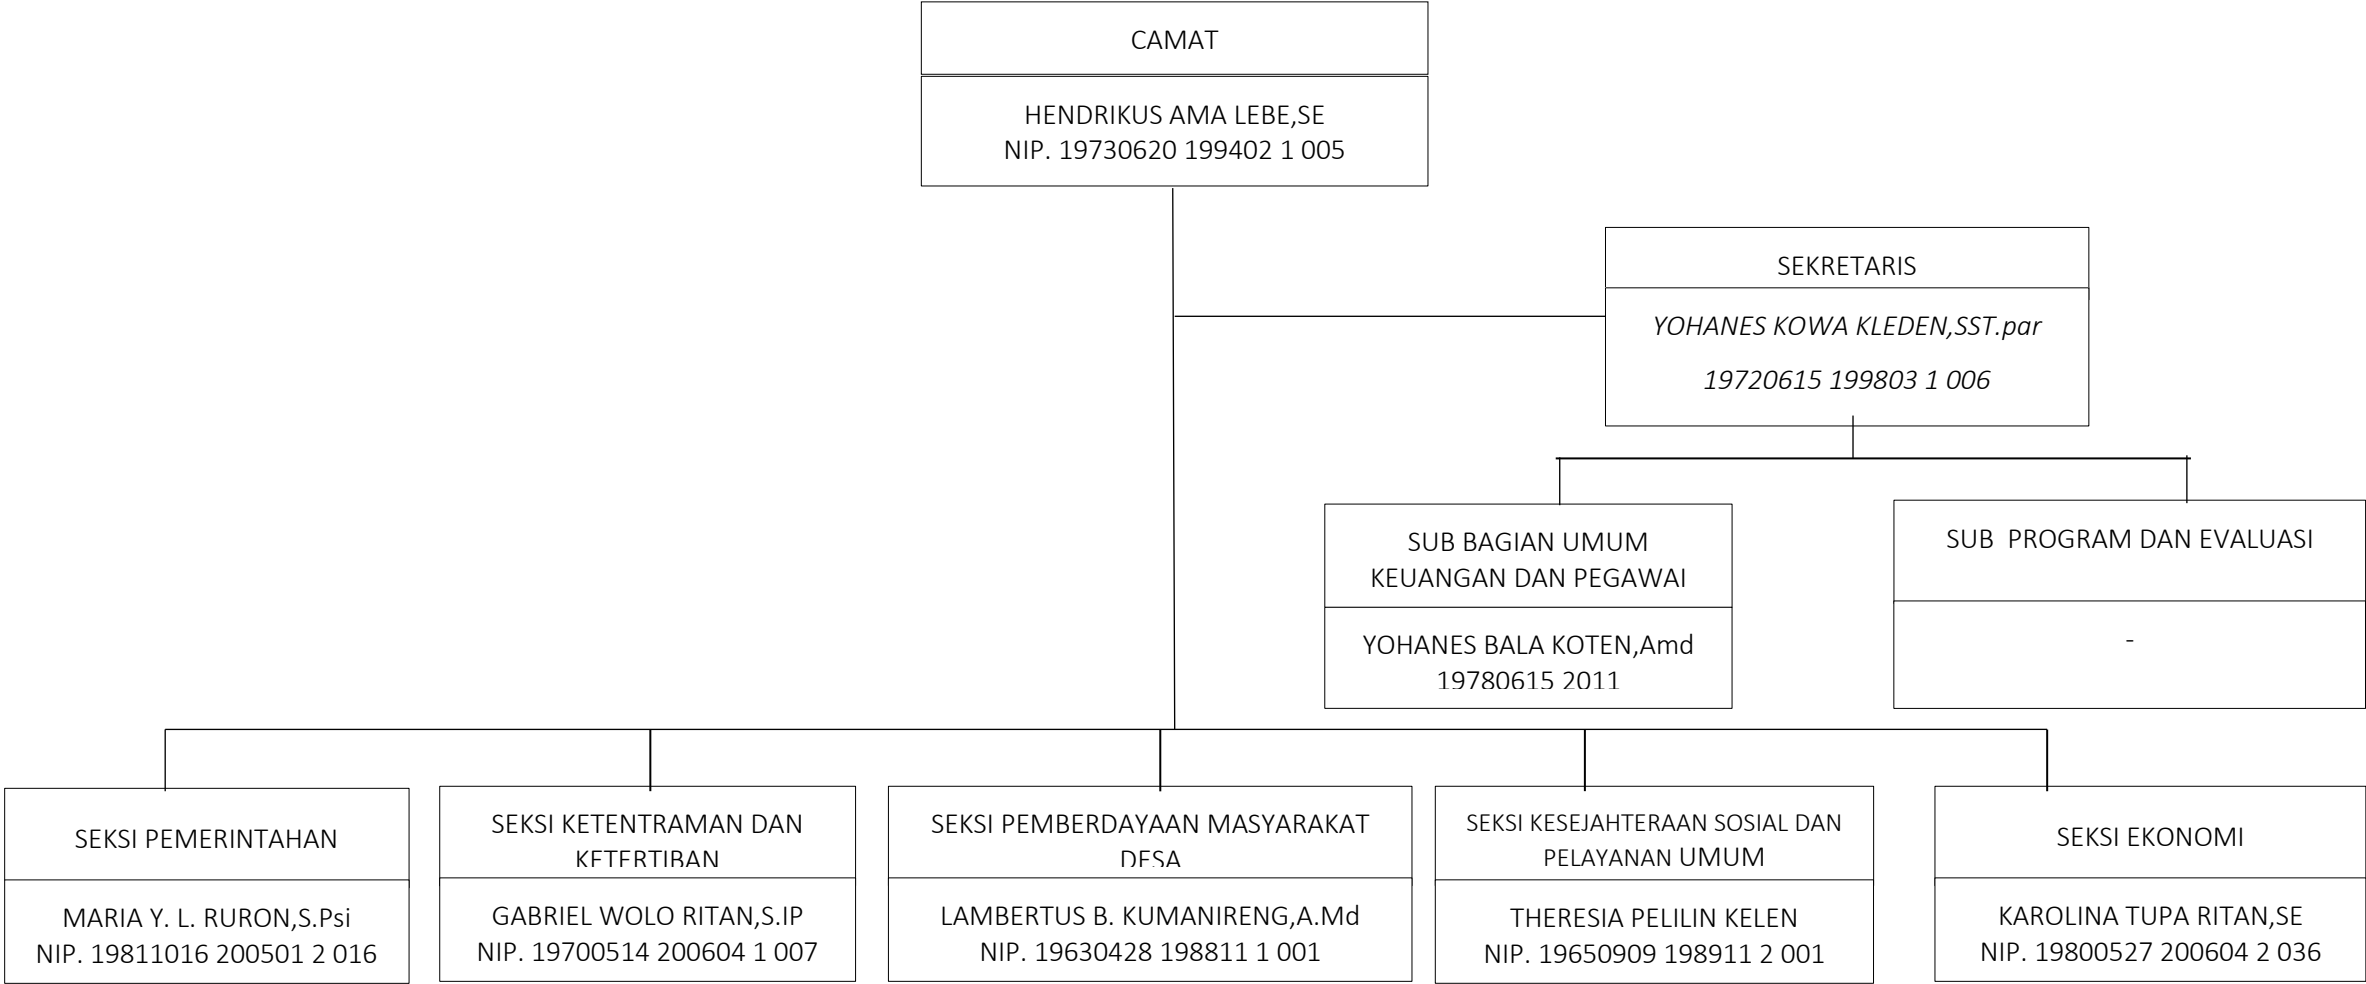 CAMAT
HENDRIKUS AMA LEBE,SE
NIP. 19730620 199402 1 005
SEKRETARIS
YOHANES KOWA KLEDEN,SST.par
19720615 199803 1 006
SUB BAGIAN UMUM
KEUANGAN DAN PEGAWAI
YOHANES BALA KOTEN,Amd
19780615 2011
SUB  PROGRAM DAN EVALUASI
-
SEKSI PEMERINTAHAN
MARIA Y. L. RURON,S.Psi
NIP. 19811016 200501 2 016
SEKSI KETENTRAMAN DAN
KETERTIBAN
GABRIEL WOLO RITAN,S.IP
NIP. 19700514 200604 1 007
SEKSI PEMBERDAYAAN MASYARAKAT
DESA
LAMBERTUS B. KUMANIRENG,A.Md
NIP. 19630428 198811 1 001
SEKSI KESEJAHTERAAN SOSIAL DAN
PELAYANAN UMUM
THERESIA PELILIN KELEN
NIP. 19650909 198911 2 001
SEKSI EKONOMI
KAROLINA TUPA RITAN,SE
NIP. 19800527 200604 2 036